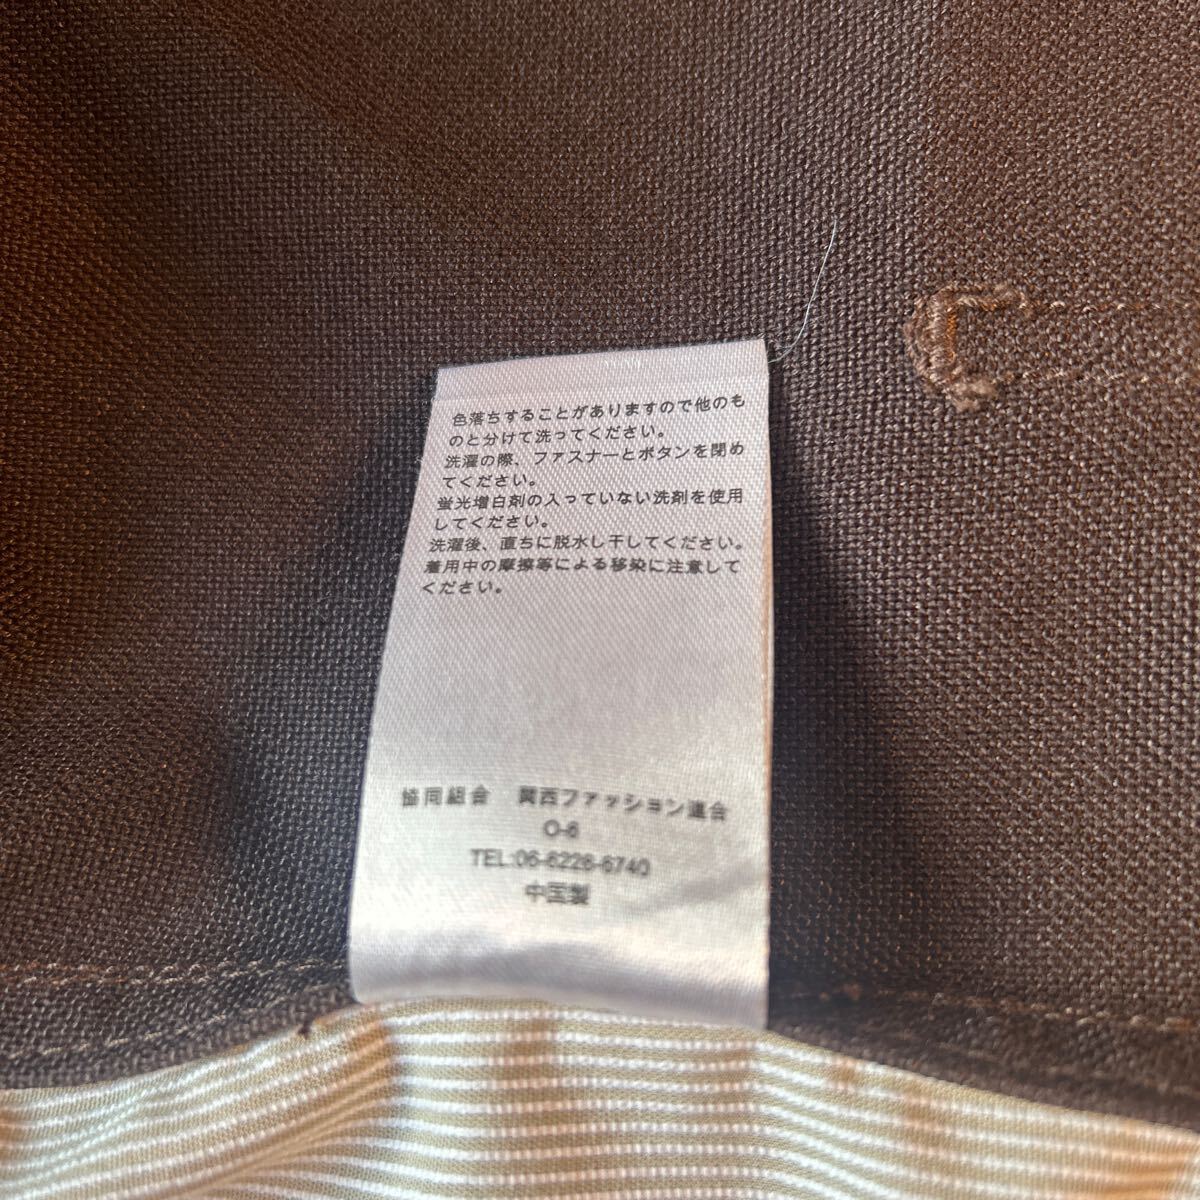 色落ちすることがありますので他のも
のと分けて洗ってください。
洗濯の際、ファスナーとボタンを閉め
てください。
蛍光増白剤の入っていない洗剤を使用
してください。
洗濯後、直ちに脱水し干してください。
着用中の摩擦等による移染に注意して
ください。
協同組合　関西ファッション連合
O-6
TEL:06-6228-6740
中国製